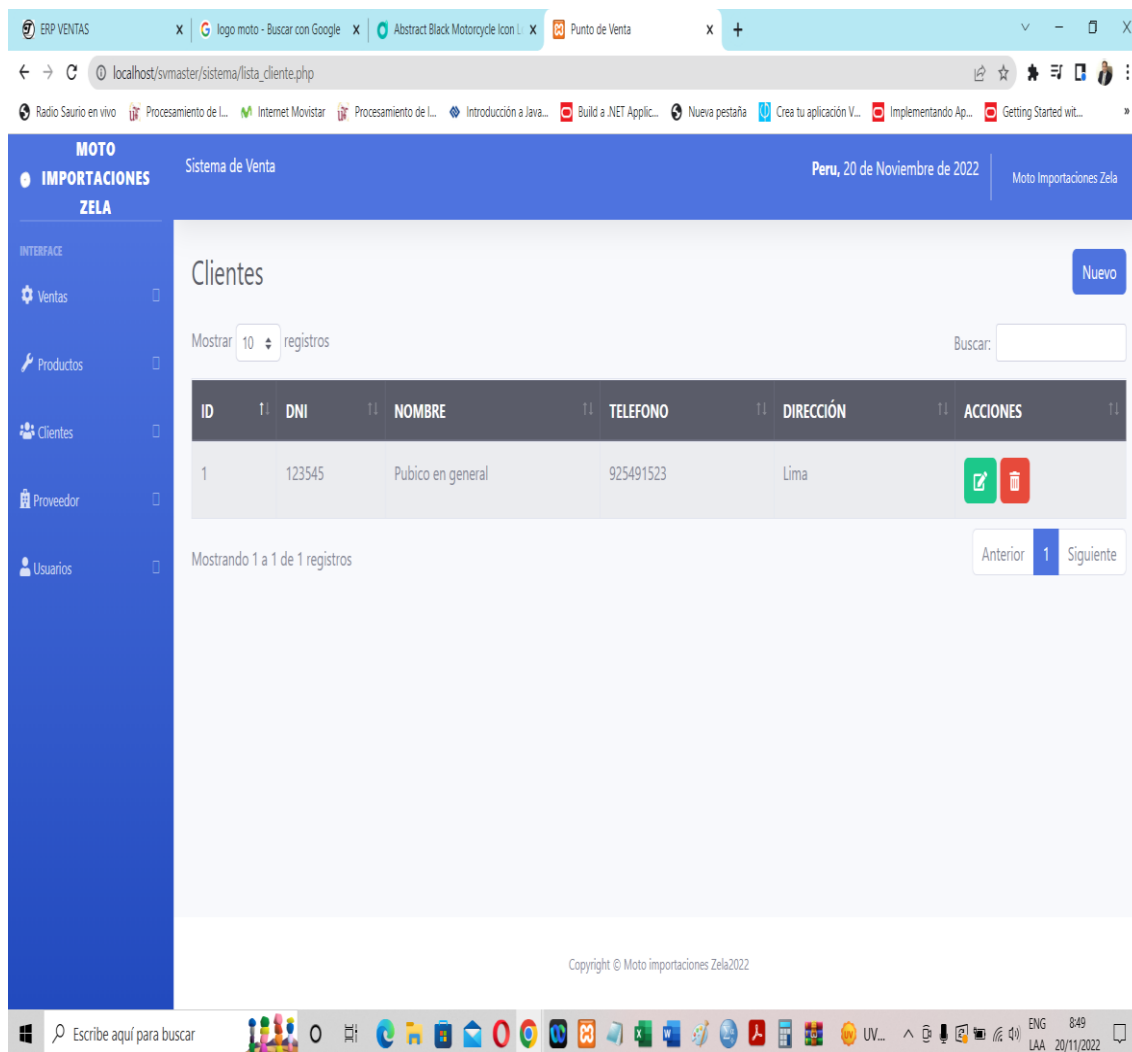 ERP VENTAS
logo moto - Buscar con Google
Abstract Black Motorcycle Icon L
Punto de Venta
localhost/svmaster/sistema/lista_cliente.php
Radio Saurio en vivo
Procesamiento de l...
Internet Movistar
Procesamiento de l...
Introducción a Java...
Build a .NET Applic...
Nueva pestaña
Crea tu aplicación V...
Implementando Ap...
Getting Started wit...
»
MOTO
IMPORTACIONES
ZELA
Sistema de Venta
Peru, 20 de Noviembre de 2022
Moto Importaciones Zela
INTERFACE
Ventas
Productos
Clientes
Proveedor
Usuarios
Clientes
Nuevo
Mostrar 10 registros
Buscar:
ID DNI NOMBRE TELEFONO DIRECCIÓN ACCIONES
1 123545 Pubico en general 925491523 Lima
Mostrando 1 a 1 de 1 registros
Anterior 1 Siguiente
Copyright © Moto importaciones Zela2022
Escribe aquí para buscar
UV...
ENG
LAA
8:49
20/11/2022